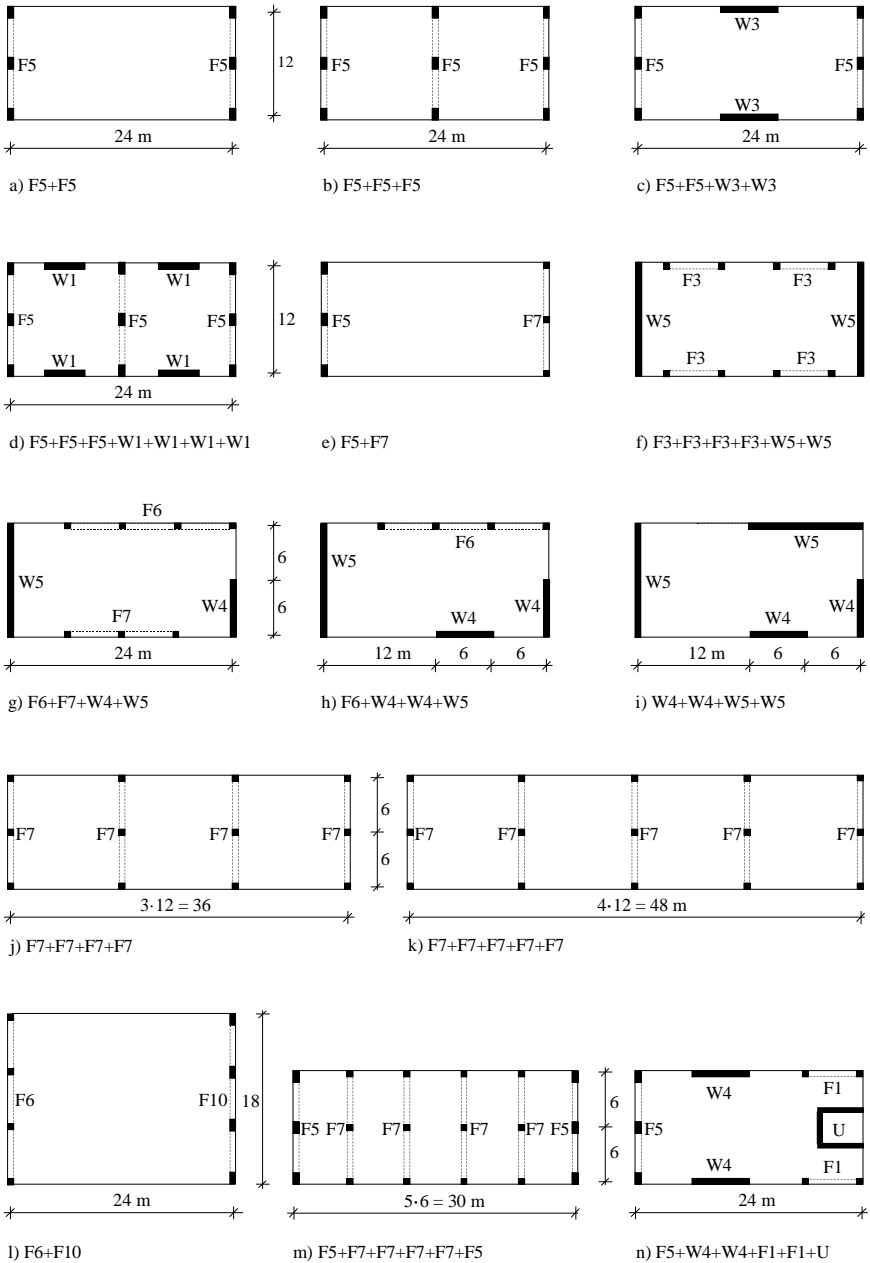 F5 F5 12 F5 F5 F5 W3 F5 F5 W3
24 m 24 m 24 m
a) F5+F5 b) F5+F5+F5 c) F5+F5+W3+W3
W1 W1 F3 F3
F5 F5 F5 12 F5 F7 W5 W5
W1 W1 F3 F3
24 m
d) F5+F5+F5+W1+W1+W1+W1 e) F5+F7 f) F3+F3+F3+F3+W5+W5
F6
6 F6 W5
W5 W5 W5
F7 W4 6 W4 W4 W4 W4
24 m 12 m 6 6 12 m 6 6
g) F6+F7+W4+W5 h) F6+W4+W4+W5 i) W4+W4+W5+W5
6
F7 F7 F7 F7 F7 F7 F7 F7 F7
6
3·12 = 36 4·12 = 48 m
j) F7+F7+F7+F7 k) F7+F7+F7+F7+F7
F6 F10 18
W4 F1
6
F5 F7 F7 F7 F7 F5 F5 U
6
W4 F1
24 m 5·6 = 30 m 24 m
l) F6+F10 m) F5+F7+F7+F7+F7+F5 n) F5+W4+W4+F1+F1+U